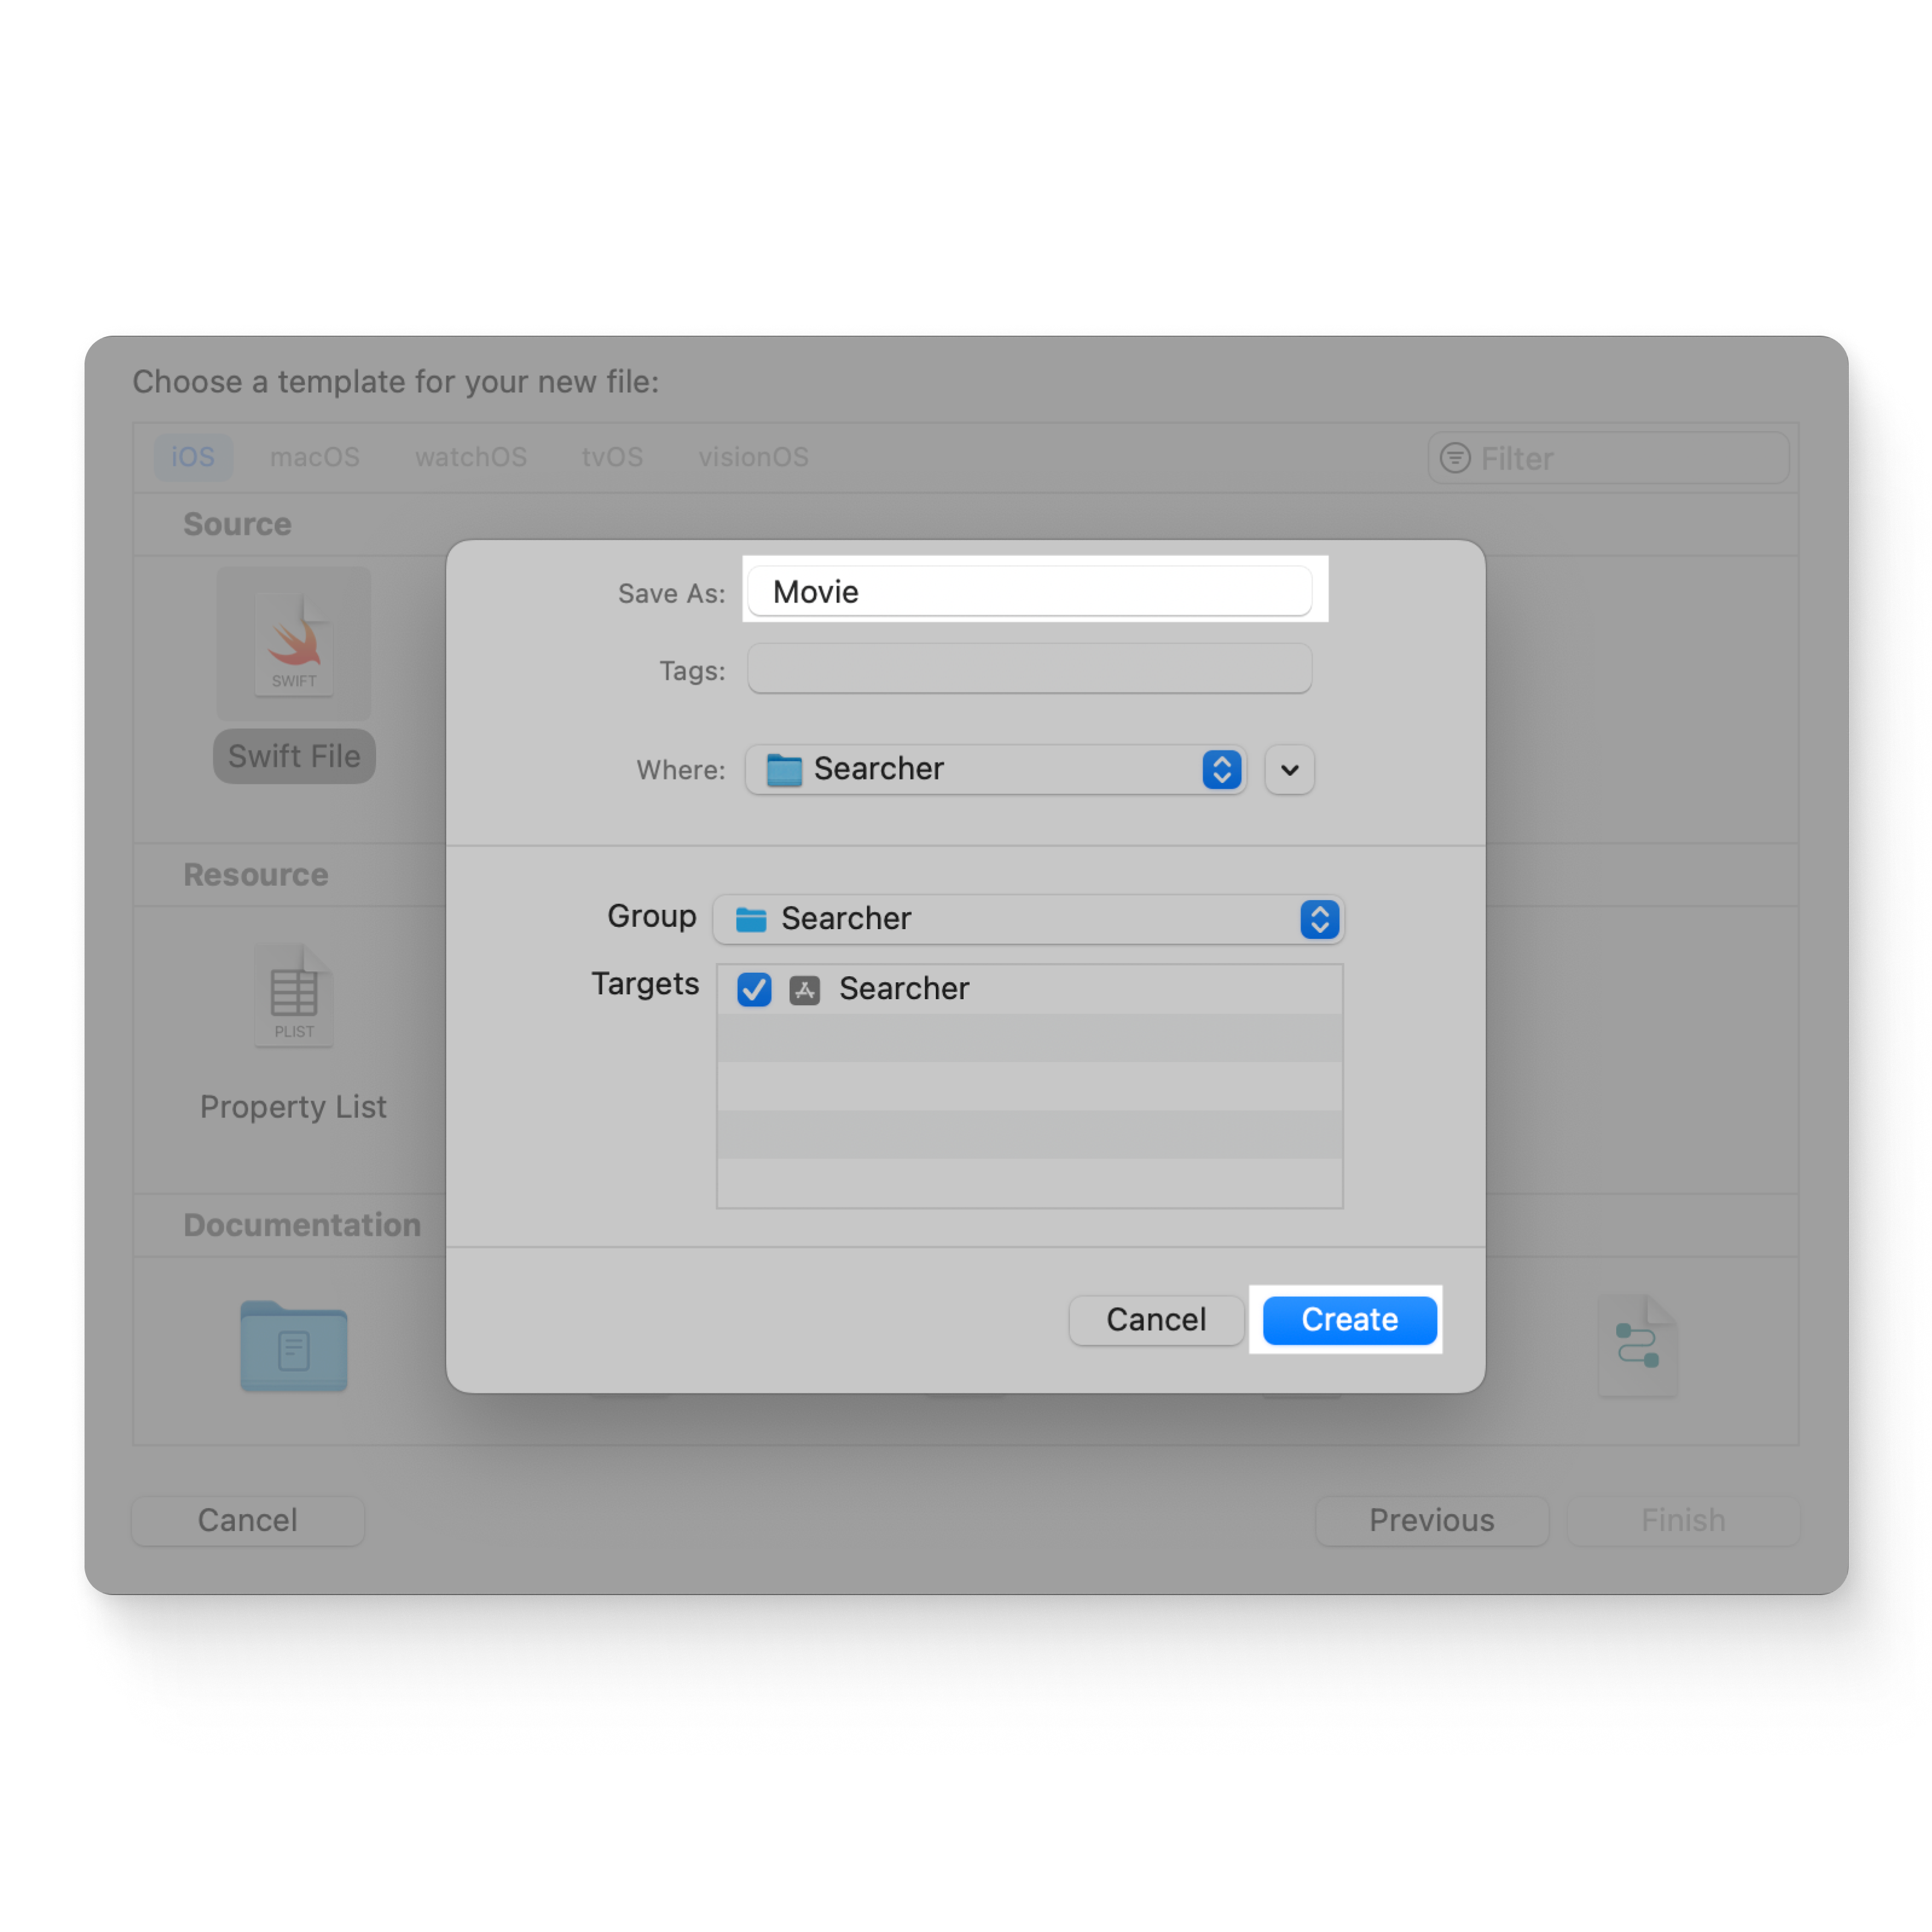 Choose a template for your new file:
iOS macOS watchOS tvOS visionOS Filter
Source
SWIFT
Swift File
Resource
PLIST
Property List
Documentation
Save As: Movie
Tags:
Where: Searcher
Group Searcher
Targets Searcher
Cancel Create
Cancel Previous Finish